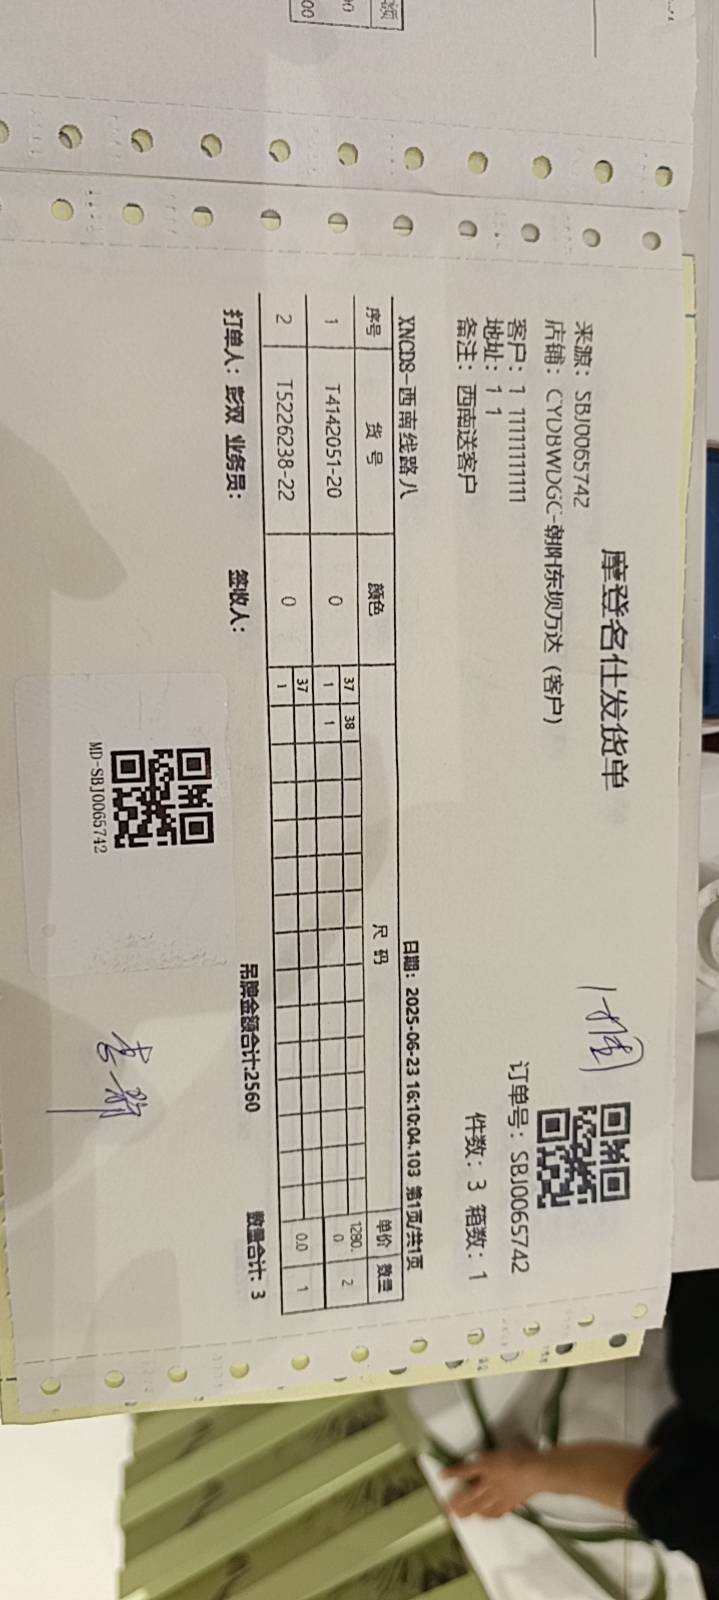 摩登名仕发货单
来源：SBJ0065742
店铺：CYDBWDGC-朝阳东坝万达（客户）
订单号：SBJ0065742
客户：1 11111111111
地址：1 1
件数：3 箱数：1
备注：西南送客户
XNCD8-西南线路八 日期：2025-06-23 16:10:04.103 第1页/共1页
序号 货号 颜色 尺码 单价 数量
1 T4142051-20 0 37 38 1280.0 2
1 1
2 T5226238-22 0 37 0.0 1
1
打单人：彭双 业务员： 签收人： 吊牌金额合计:2560 数量合计：3
MD-SBJ0065742
额
00
00